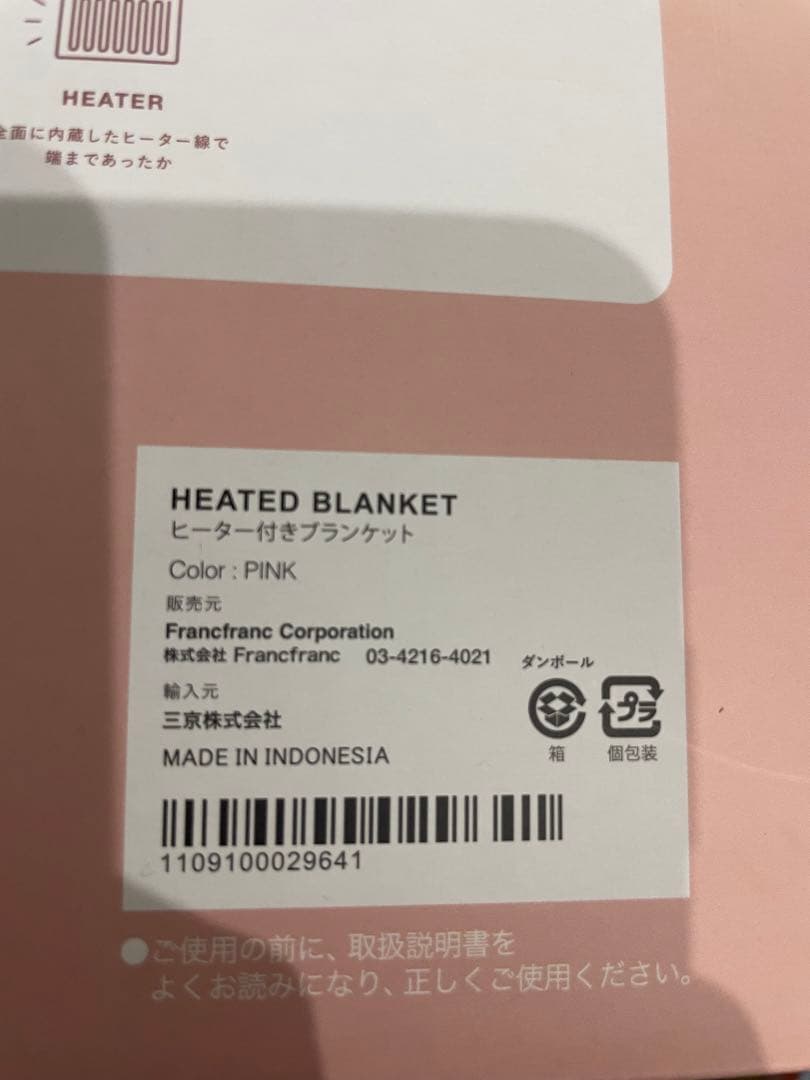 HEATER
全面に内蔵したヒーター線で
端まであったか
HEATED BLANKET
ヒーター付きブランケット
Color : PINK
販売元
Francfranc Corporation
株式会社 Francfranc 03-4216-4021
輸入元
三京株式会社
MADE IN INDONESIA
ダンボール
プラ
箱 個包装
1109100029641
●ご使用の前に、取扱説明書を
よくお読みになり、正しくご使用ください。